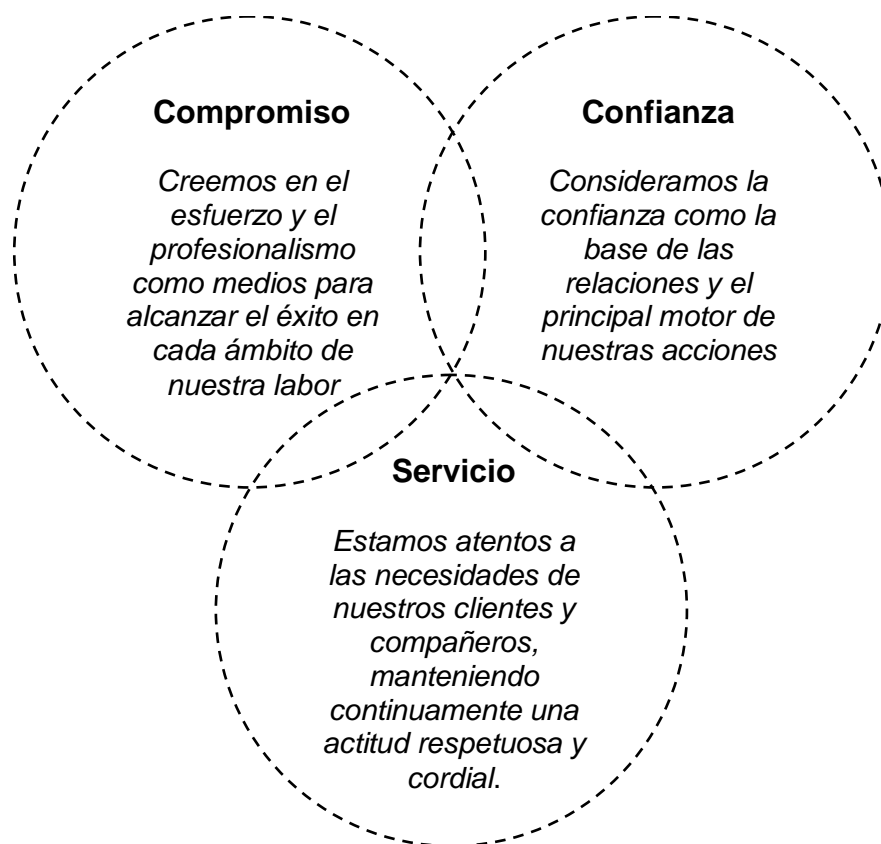 Compromiso
Creemos en el
esfuerzo y el
profesionalismo
como medios para
alcanzar el éxito en
cada ámbito de
nuestra labor
Confianza
Consideramos la
confianza como la
base de las
relaciones y el
principal motor de
nuestras acciones
Servicio
Estamos atentos a
las necesidades de
nuestros clientes y
compañeros,
manteniendo
continuamente una
actitud respetuosa y
cordial.